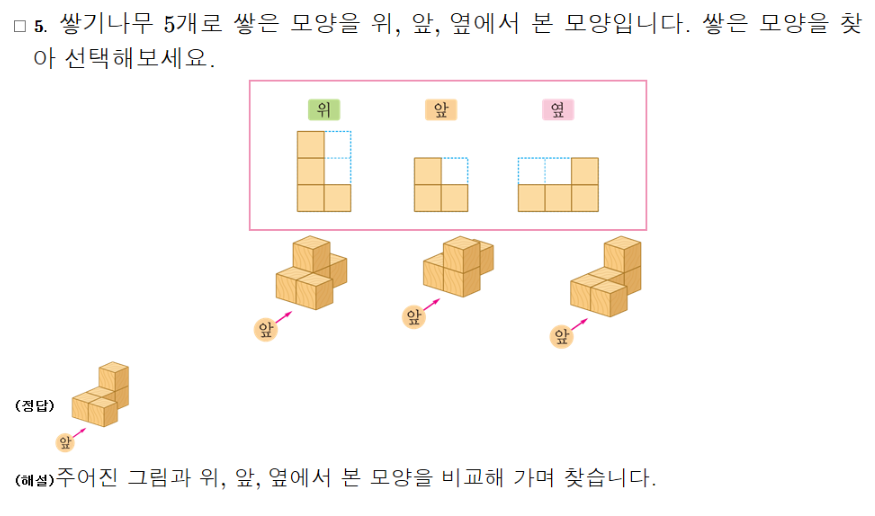 □ 5. 쌓기나무 5개로 쌓은 모양을 위, 앞, 옆에서 본 모양입니다. 쌓은 모양을 찾
아 선택해보세요.
위 앞 옆
앞 앞 앞
(정답)
앞
(해설)주어진 그림과 위, 앞, 옆에서 본 모양을 비교해 가며 찾습니다.